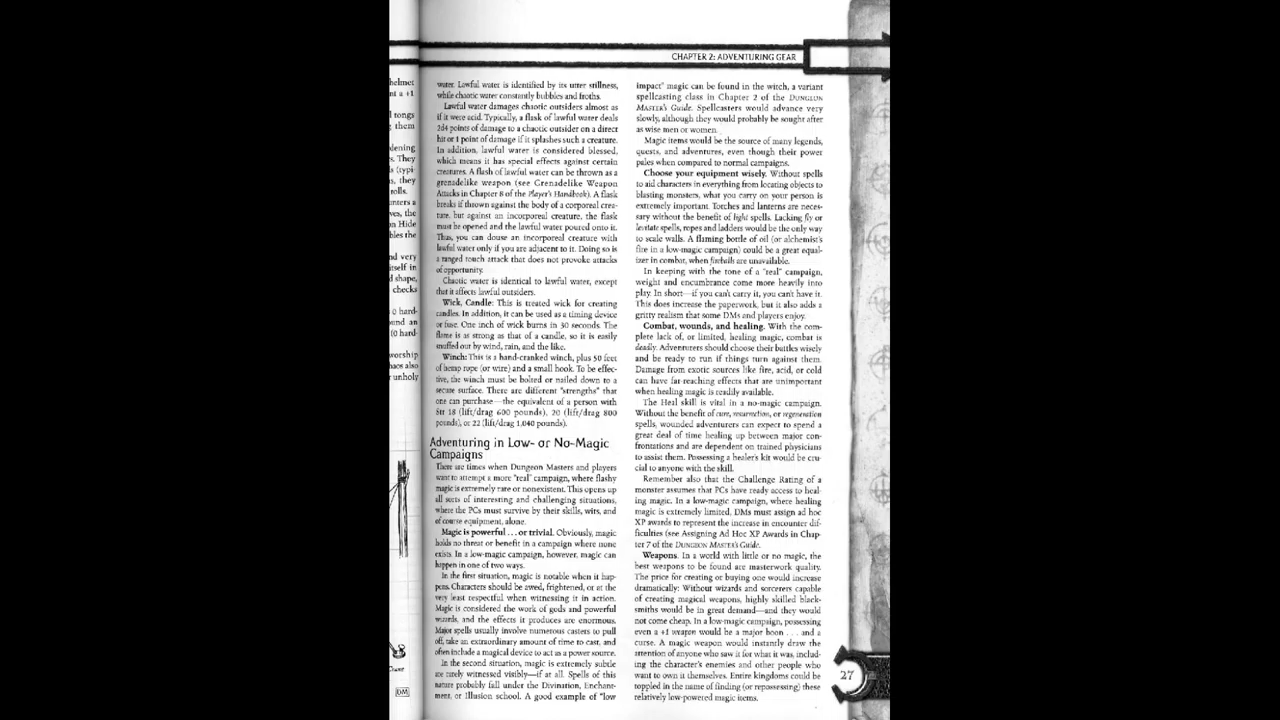 CHAPTER 2: ADVENTURING GEAR
helmet
nt a +1
l tongs
g them
dening
s. They
ls (typi-
s, they
rolls.
unters a
ves, the
on Hide
bles the
nd very
itself in
d shape,
checks
0 hard-
ound an
10 hard-
worship
haos also
r unholy
DM
water. Lawful water is identified by its utter stillness,
while chaotic water constantly bubbles and froths.
Lawful water damages chaotic outsiders almost as
if it were acid. Typically, a flask of lawful water deals
2d4 points of damage to a chaotic outsider on a direct
hit or 1 point of damage if it splashes such a creature.
In addition, lawful water is considered blessed,
which means it has special effects against certain
creatures. A flash of lawful water can be thrown as a
grenadelike weapon (see Grenadelike Weapon
Attacks in Chapter 8 of the Player's Handbook). A flask
breaks if thrown against the body of a corporeal crea-
ture, but against an incorporeal creature, the flask
must be opened and the lawful water poured onto it.
Thus, you can douse an incorporeal creature with
lawful water only if you are adjacent to it. Doing so is
a ranged touch attack that does not provoke attacks
of opportunity.
Chaotic water is identical to lawful water, except
that it affects lawful outsiders.
Wick, Candle: This is treated wick for creating
candles. In addition, it can be used as a timing device
or fuse. One inch of wick burns in 30 seconds. The
flame is as strong as that of a candle, so it is easily
snuffed out by wind, rain, and the like.
Winch: This is a hand-cranked winch, plus 50 feet
of hemp rope (or wire) and a small hook. To be effec-
tive, the winch must be bolted or nailed down to a
secure surface. There are different "strengths" that
one can purchase—the equivalent of a person with
Str 18 (lift/drag 600 pounds), 20 (lift/drag 800
pounds), or 22 (lift/drag 1,040 pounds).
Adventuring in Low- or No-Magic
Campaigns
There are times when Dungeon Masters and players
want to attempt a more "real" campaign, where flashy
magic is extremely rare or nonexistent. This opens up
all sorts of interesting and challenging situations,
where the PCs must survive by their skills, wits, and
of course equipment, alone.
Magic is powerful . . . or trivial. Obviously, magic
holds no threat or benefit in a campaign where none
exists. In a low-magic campaign, however, magic can
happen in one of two ways.
In the first situation, magic is notable when it hap-
pens. Characters should be awed, frightened, or at the
very least respectful when witnessing it in action.
Magic is considered the work of gods and powerful
wizards, and the effects it produces are enormous.
Major spells usually involve numerous casters to pull
off, take an extraordinary amount of time to cast, and
often include a magical device to act as a power source.
In the second situation, magic is extremely subtle
are rarely witnessed visibly—if at all. Spells of this
nature probably fall under the Divination, Enchant-
ment, or Illusion school. A good example of "low
impact" magic can be found in the witch, a variant
spellcasting class in Chapter 2 of the DUNGEON
MASTER's Guide. Spellcasters would advance very
slowly, although they would probably be sought after
as wise men or women.
Magic items would be the source of many legends,
quests, and adventures, even though their power
pales when compared to normal campaigns.
Choose your equipment wisely. Without spells
to aid characters in everything from locating objects to
blasting monsters, what you carry on your person is
extremely important. Torches and lanterns are neces-
sary without the benefit of light spells. Lacking fly or
levitate spells, ropes and ladders would be the only way
to scale walls. A flaming bottle of oil (or alchemist's
fire in a low-magic campaign) could be a great equal-
izer in combat, when fireballs are unavailable.
In keeping with the tone of a "real" campaign,
weight and encumbrance come more heavily into
play. In short—if you can't carry it, you can't have it.
This does increase the paperwork, but it also adds a
gritty realism that some DMs and players enjoy.
Combat, wounds, and healing. With the com-
plete lack of, or limited, healing magic, combat is
deadly. Adventurers should choose their battles wisely
and be ready to run if things turn against them.
Damage from exotic sources like fire, acid, or cold
can have far-reaching effects that are unimportant
when healing magic is readily available.
The Heal skill is vital in a no-magic campaign.
Without the benefit of cure, resurrection, or regeneration
spells, wounded adventurers can expect to spend a
great deal of time healing up between major con-
frontations and are dependent on trained physicians
to assist them. Possessing a healer's kit would be cru-
cial to anyone with the skill.
Remember also that the Challenge Rating of a
monster assumes that PCs have ready access to heal-
ing magic. In a low-magic campaign, where healing
magic is extremely limited, DMs must assign ad hoc
XP awards to represent the increase in encounter dif-
ficulties (see Assigning Ad Hoc XP Awards in Chap-
ter 7 of the DUNGEON MASTER's Guide.
Weapons. In a world with little or no magic, the
best weapons to be found are masterwork quality.
The price for creating or buying one would increase
dramatically: Without wizards and sorcerers capable
of creating magical weapons, highly skilled black-
smiths would be in great demand—and they would
not come cheap. In a low-magic campaign, possessing
even a +1 weapon would be a major boon . . . and a
curse. A magic weapon would instantly draw the
attention of anyone who saw it for what it was, includ-
ing the character's enemies and other people who
want to own it themselves. Entire kingdoms could be
toppled in the name of finding (or repossessing) these
relatively low-powered magic items.
27